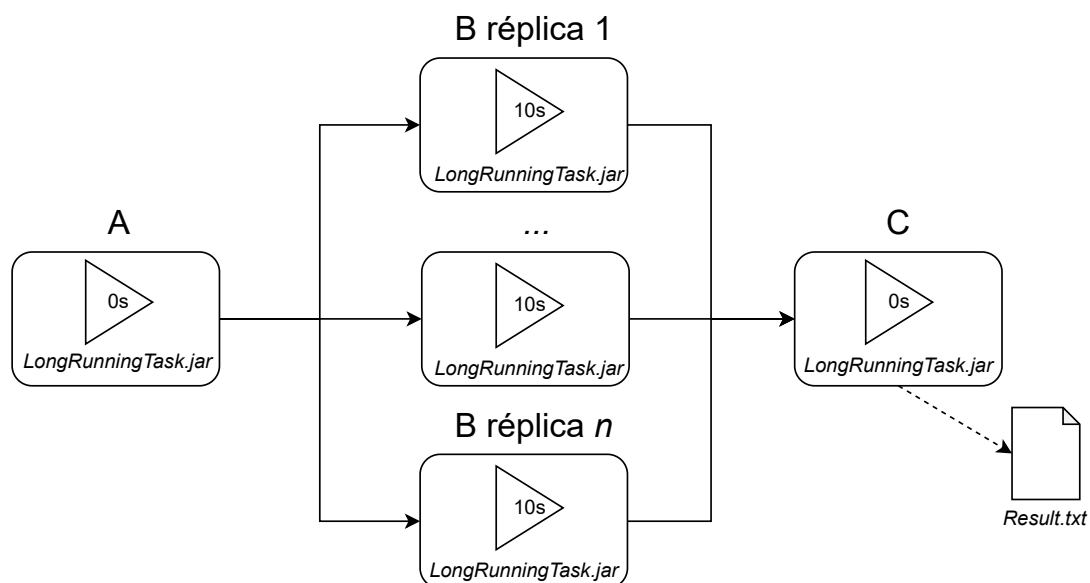 B réplica 1
10s
LongRunningTask.jar
A
0s
LongRunningTask.jar
...
10s
LongRunningTask.jar
B réplica n
10s
LongRunningTask.jar
C
0s
LongRunningTask.jar
Result.txt